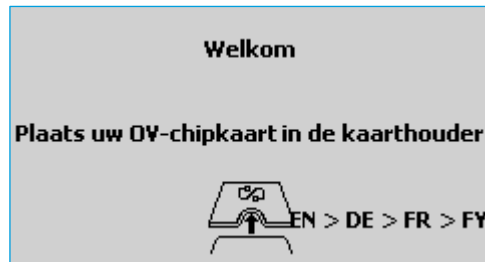 Welkom
Plaats uw OV-chipkaart in de kaarthouder
EN > DE > FR > FY